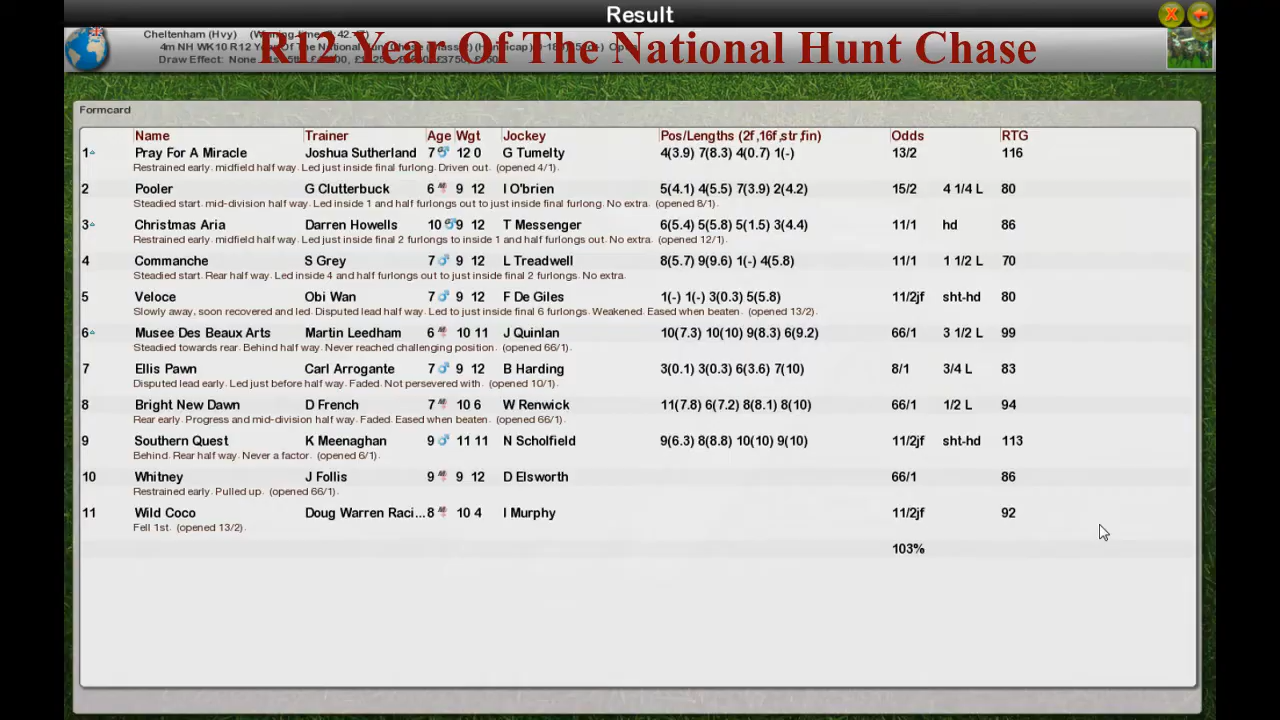 Result
Cheltenham (Hvy)
R12 Year Of The National Hunt Chase
4m NH WK10 R12
Draw Effect: None
Formcard
Name Trainer Age Wgt Jockey Pos/Lengths (2f,16f,str,fin) Odds RTG
1 Pray For A Miracle Joshua Sutherland 7 12 0 G Tumelty 4(3.9) 7(8.3) 4(0.7) 1(-) 13/2 116
Restrained early. midfield half way. Led just inside final furlong. Driven out. (opened 4/1).
2 Pooler G Clutterbuck 6 9 12 I O'brien 5(4.1) 4(5.5) 7(3.9) 2(4.2) 15/2 4 1/4 L 80
Steadied start. mid-division half way. Led inside 1 and half furlongs out to just inside final furlong. No extra. (opened 8/1).
3 Christmas Aria Darren Howells 10 9 12 T Messenger 6(5.4) 5(5.8) 5(1.5) 3(4.4) 11/1 hd 86
Restrained early. midfield half way. Led just inside final 2 furlongs to inside 1 and half furlongs out. No extra. (opened 12/1).
4 Commanche S Grey 7 9 12 L Treadwell 8(5.7) 9(9.6) 1(-) 4(5.8) 11/1 1 1/2 L 70
Steadied start. Rear half way. Led inside 4 and half furlongs out to just inside final 2 furlongs. No extra.
5 Veloce Obi Wan 7 9 12 F De Giles 1(-) 1(-) 3(0.3) 5(5.8) 11/2jf sht-hd 80
Slowly away, soon recovered and led. Disputed lead half way. Led to just inside final 6 furlongs. Weakened. Eased when beaten. (opened 13/2).
6 Musee Des Beaux Arts Martin Leedham 6 10 11 J Quinlan 10(7.3) 10(10) 9(8.3) 6(9.2) 66/1 3 1/2 L 99
Steadied towards rear. Behind half way. Never reached challenging position. (opened 66/1).
7 Ellis Pawn Carl Arrogante 7 9 12 B Harding 3(0.1) 3(0.3) 6(3.6) 7(10) 8/1 3/4 L 83
Disputed lead early. Led just before half way. Faded. Not persevered with. (opened 10/1).
8 Bright New Dawn D French 7 10 6 W Renwick 11(7.8) 6(7.2) 8(8.1) 8(10) 66/1 1/2 L 94
Rear early. Progress and mid-division half way. Faded. Eased when beaten. (opened 66/1).
9 Southern Quest K Meenaghan 9 11 11 N Scholfield 9(6.3) 8(8.8) 10(10) 9(10) 11/2jf sht-hd 113
Behind. Rear half way. Never a factor. (opened 6/1).
10 Whitney J Follis 9 9 12 D Elsworth 66/1 86
Restrained early. Pulled up. (opened 66/1).
11 Wild Coco Doug Warren Raci... 8 10 4 I Murphy 11/2jf 92
Fell 1st. (opened 13/2).
103%